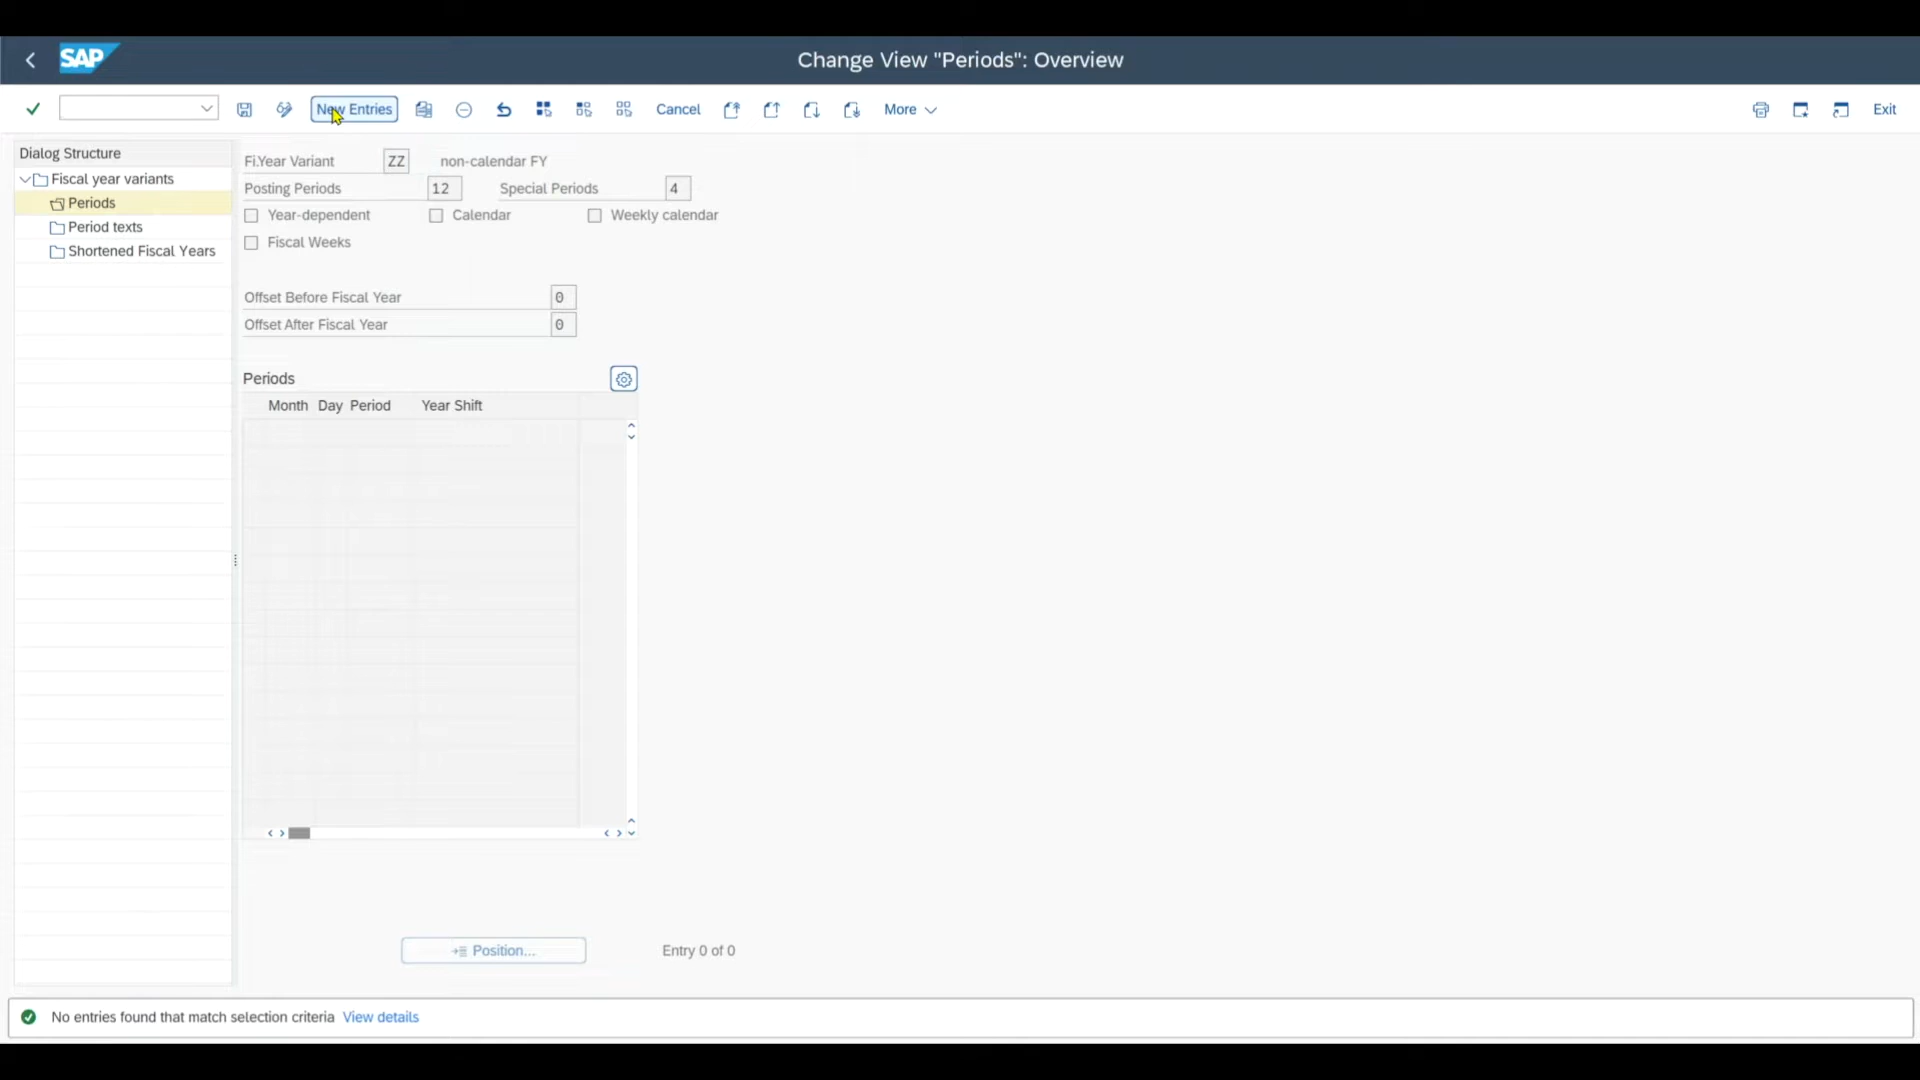 SAP
Change View "Periods": Overview
New Entries
Cancel
More
Exit
Dialog Structure
Fiscal year variants
Periods
Period texts
Shortened Fiscal Years
Fi.Year Variant ZZ non-calendar FY
Posting Periods 12 Special Periods 4
Year-dependent Calendar Weekly calendar
Fiscal Weeks
Offset Before Fiscal Year 0
Offset After Fiscal Year 0
Periods
Month Day Period Year Shift
Position... Entry 0 of 0
No entries found that match selection criteria View details